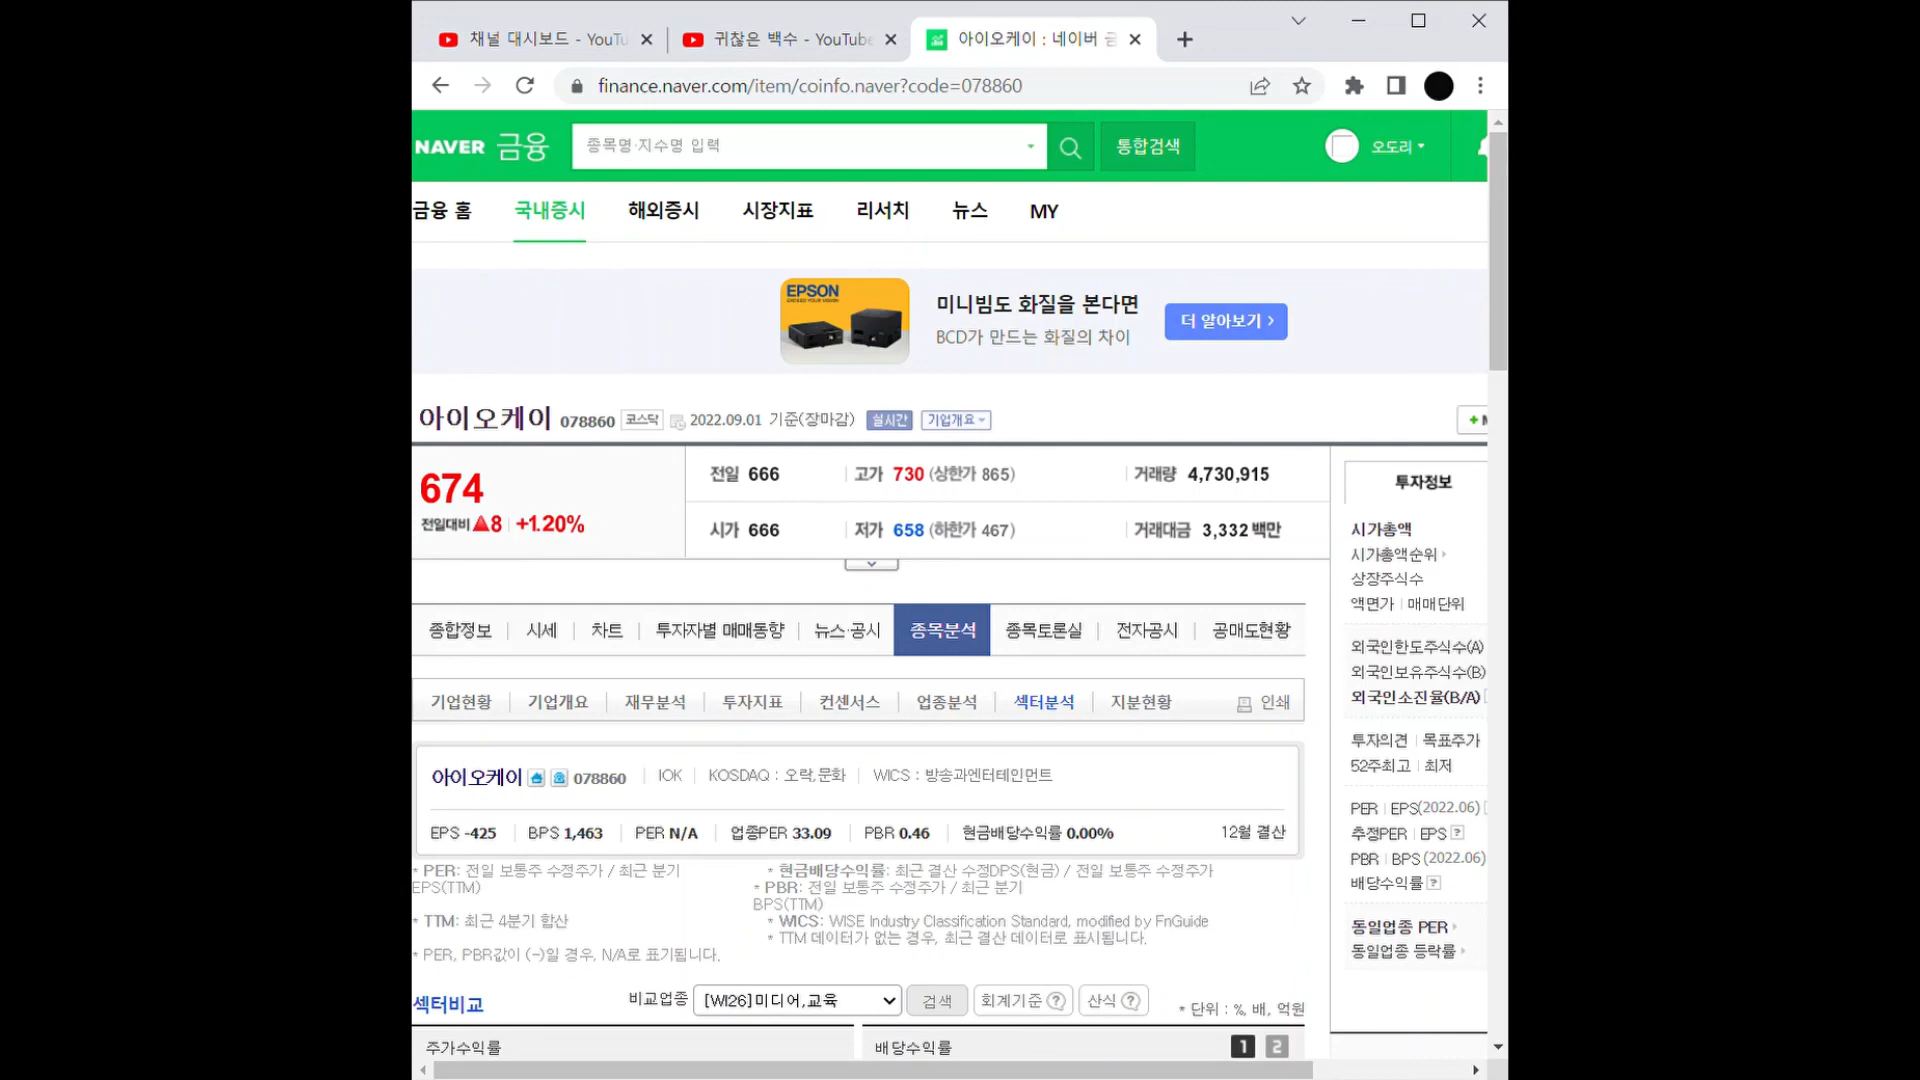 채널 대시보드 - YouTu
귀찮은 백수 - YouTube
아이오케이 : 네이버 금
finance.naver.com/item/coinfo.naver?code=078860
NAVER 금융
종목명·지수명 입력
통합검색
오도리
금융 홈 국내증시 해외증시 시장지표 리서치 뉴스 MY
EPSON
EXCEED YOUR VISION
미니빔도 화질을 본다면
BCD가 만드는 화질의 차이
더 알아보기 >
아이오케이 078860 코스닥 2022.09.01 기준(장마감) 실시간 기업개요
674
전일대비 ▲8 +1.20%
전일 666 고가 730 (상한가 865) 거래량 4,730,915
시가 666 저가 658 (하한가 467) 거래대금 3,332 백만
투자정보
시가총액
시가총액순위
상장주식수
액면가 | 매매단위
외국인한도주식수(A)
외국인보유주식수(B)
외국인소진율(B/A)
투자의견 | 목표주가
52주최고 | 최저
PER | EPS(2022.06)
추정PER | EPS ?
PBR | BPS (2022.06)
배당수익률 ?
동일업종 PER
동일업종 등락률
종합정보 시세 차트 투자자별 매매동향 뉴스·공시 종목분석 종목토론실 전자공시 공매도현황
기업현황 기업개요 재무분석 투자지표 컨센서스 업종분석 섹터분석 지분현황 인쇄
아이오케이 078860 IOK KOSDAQ : 오락,문화 WICS : 방송과엔터테인먼트
EPS -425 BPS 1,463 PER N/A 업종PER 33.09 PBR 0.46 현금배당수익률 0.00% 12월 결산
* PER: 전일 보통주 수정주가 / 최근 분기
EPS(TTM)
* TTM: 최근 4분기 합산
* PER, PBR값이 (-)일 경우, N/A로 표기됩니다.
* 현금배당수익률: 최근 결산 수정DPS(현금) / 전일 보통주 수정주가
* PBR: 전일 보통주 수정주가 / 최근 분기
BPS(TTM)
* WICS: WISE Industry Classification Standard, modified by FnGuide
* TTM 데이터가 없는 경우, 최근 결산 데이터로 표시됩니다.
섹터비교 비교업종 [WI26]미디어,교육 검색 회계기준 ? 산식 ? * 단위 : %, 배, 억원
주가수익률 배당수익률 1 2